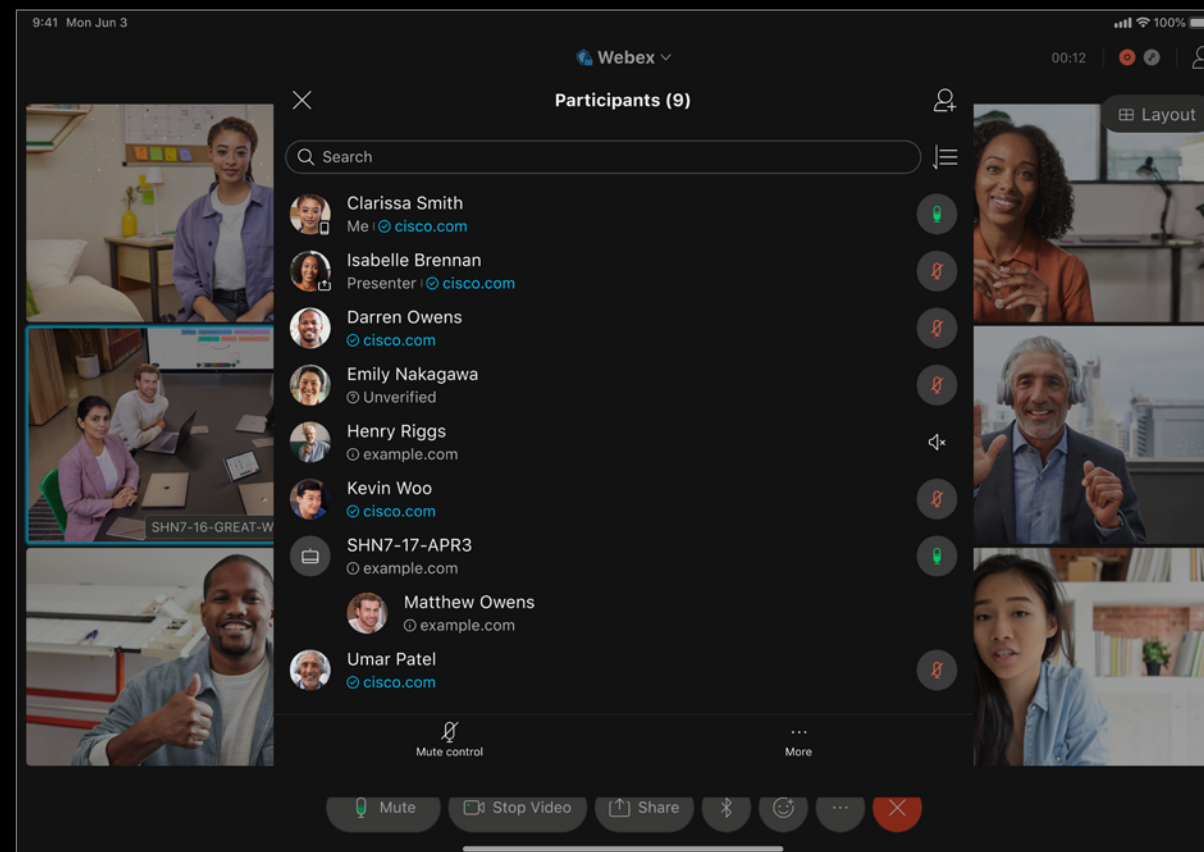 9:41 Mon Jun 3
100%
Webex
00:12
Participants (9)
Layout
Search
Clarissa Smith
Me cisco.com
Isabelle Brennan
Presenter cisco.com
Darren Owens
cisco.com
Emily Nakagawa
Unverified
Henry Riggs
example.com
Kevin Woo
cisco.com
SHN7-16-GREAT-W
SHN7-17-APR3
example.com
Matthew Owens
example.com
Umar Patel
cisco.com
Mute control
More
Mute
Stop Video
Share